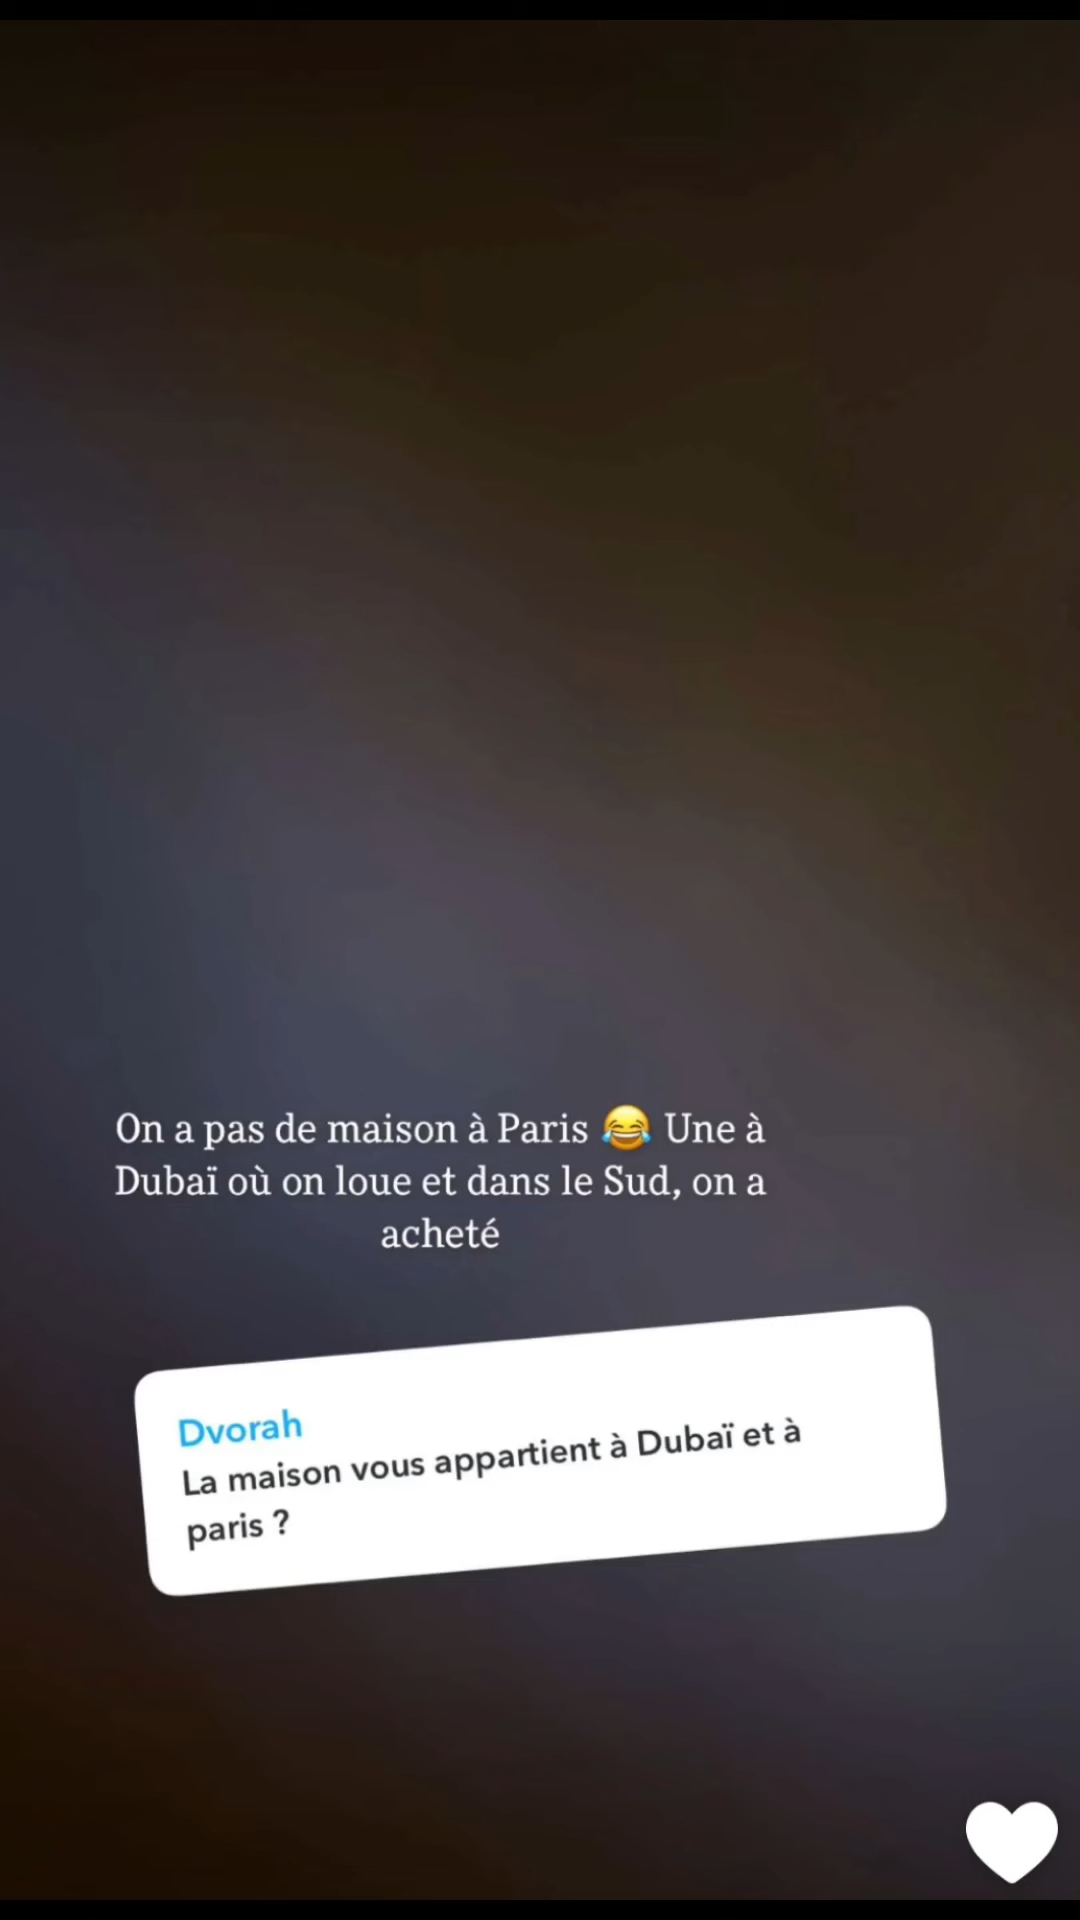 On a pas de maison à Paris 😂 Une à
Dubaï où on loue et dans le Sud, on a
acheté
Dvorah
La maison vous appartient à Dubaï et à
paris ?